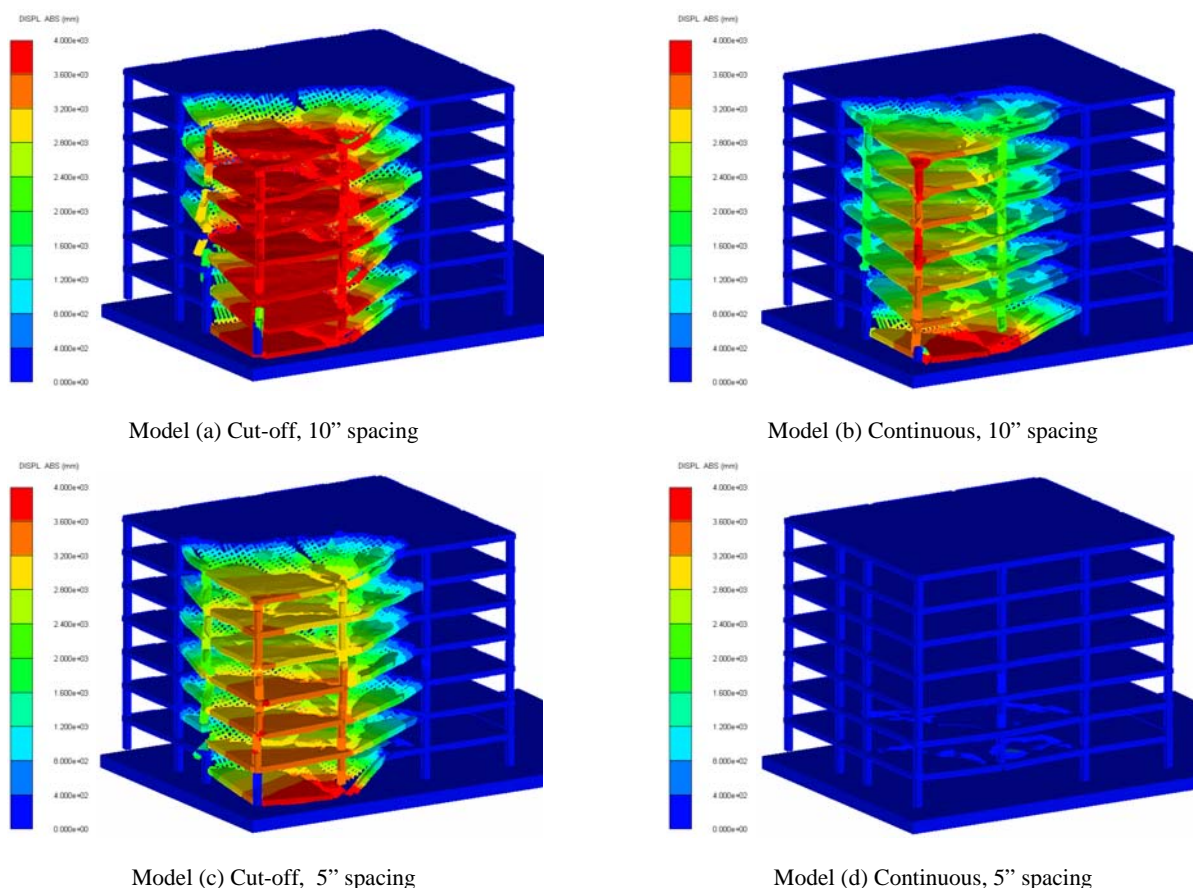 DISPL. ABS (mm)
4.000e+03
3.600e+03
3.200e+03
2.800e+03
2.400e+03
2.000e+03
1.600e+03
1.200e+03
8.000e+02
4.000e+02
0.000e+00
DISPL. ABS (mm)
4.000e+03
3.600e+03
3.200e+03
2.800e+03
2.400e+03
2.000e+03
1.600e+03
1.200e+03
8.000e+02
4.000e+02
0.000e+00
Model (a) Cut-off, 10” spacing
Model (b) Continuous, 10” spacing
DISPL. ABS (mm)
4.000e+03
3.600e+03
3.200e+03
2.800e+03
2.400e+03
2.000e+03
1.600e+03
1.200e+03
8.000e+02
4.000e+02
0.000e+00
DISPL. ABS (mm)
4.000e+03
3.600e+03
3.200e+03
2.800e+03
2.400e+03
2.000e+03
1.600e+03
1.200e+03
8.000e+02
4.000e+02
0.000e+00
Model (c) Cut-off, 5” spacing
Model (d) Continuous, 5” spacing